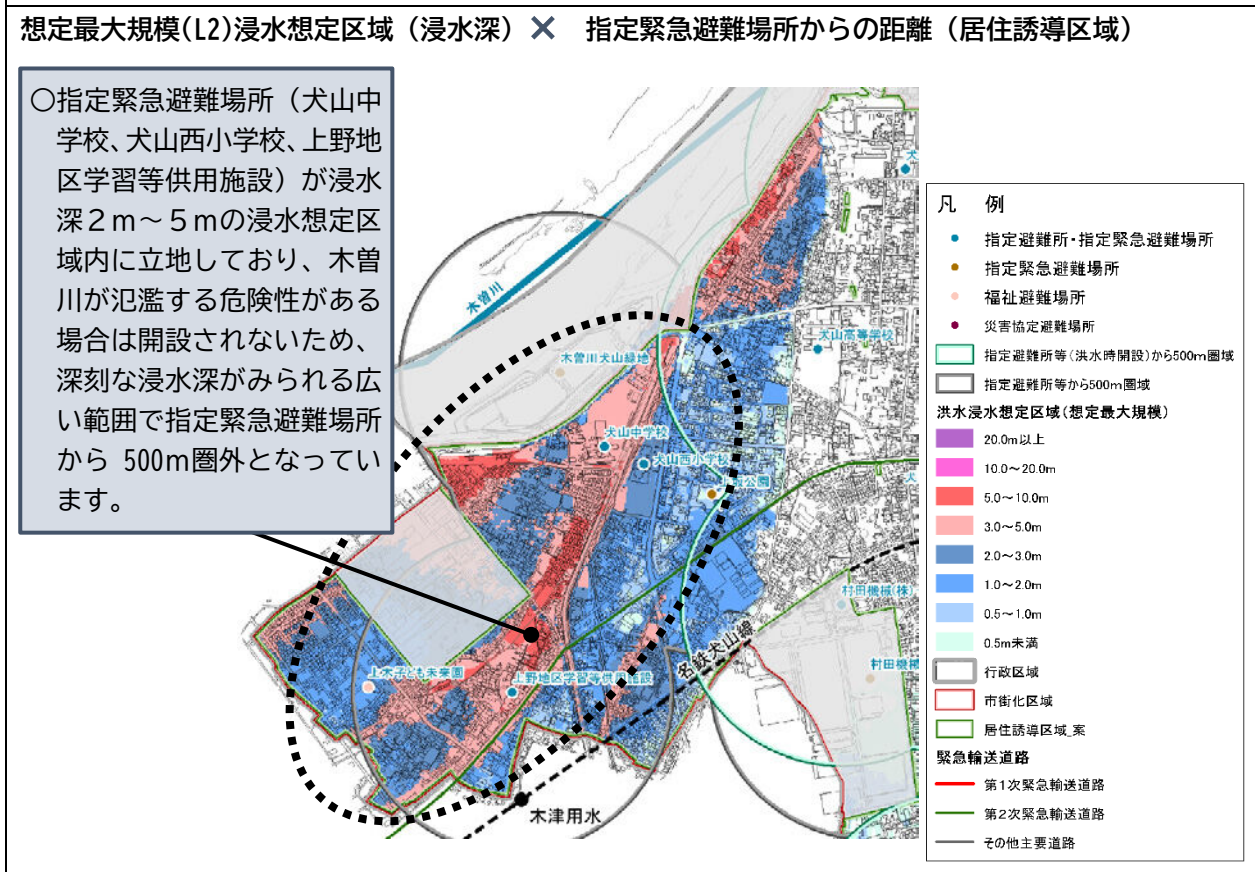 想定最大規模(L2)浸水想定区域（浸水深）✕　指定緊急避難場所からの距離（居住誘導区域）
〇指定緊急避難場所（犬山中
学校、犬山西小学校、上野地
区学習等供用施設）が浸水
深２ｍ～５ｍの浸水想定区
域内に立地しており、木曽
川が氾濫する危険性がある
場合は開設されないため、
深刻な浸水深がみられる広
い範囲で指定緊急避難場所
から 500ｍ圏外となってい
ます。
木曽川
木曽川犬山緑地
犬山高等学校
犬山中学校
犬山西小学校
村田機械(株)
村田機械
名鉄犬山線
上木子ども未来園
上野地区学習等供用施設
木津用水
凡　例
指定避難所・指定緊急避難場所
指定緊急避難場所
福祉避難場所
災害協定避難場所
指定避難所等(洪水時開設)から500m圏域
指定避難所等から500m圏域
洪水浸水想定区域(想定最大規模)
20.0m以上
10.0～20.0m
5.0～10.0m
3.0～5.0m
2.0～3.0m
1.0～2.0m
0.5～1.0m
0.5m未満
行政区域
市街化区域
居住誘導区域_案
緊急輸送道路
第1次緊急輸送道路
第2次緊急輸送道路
その他主要道路